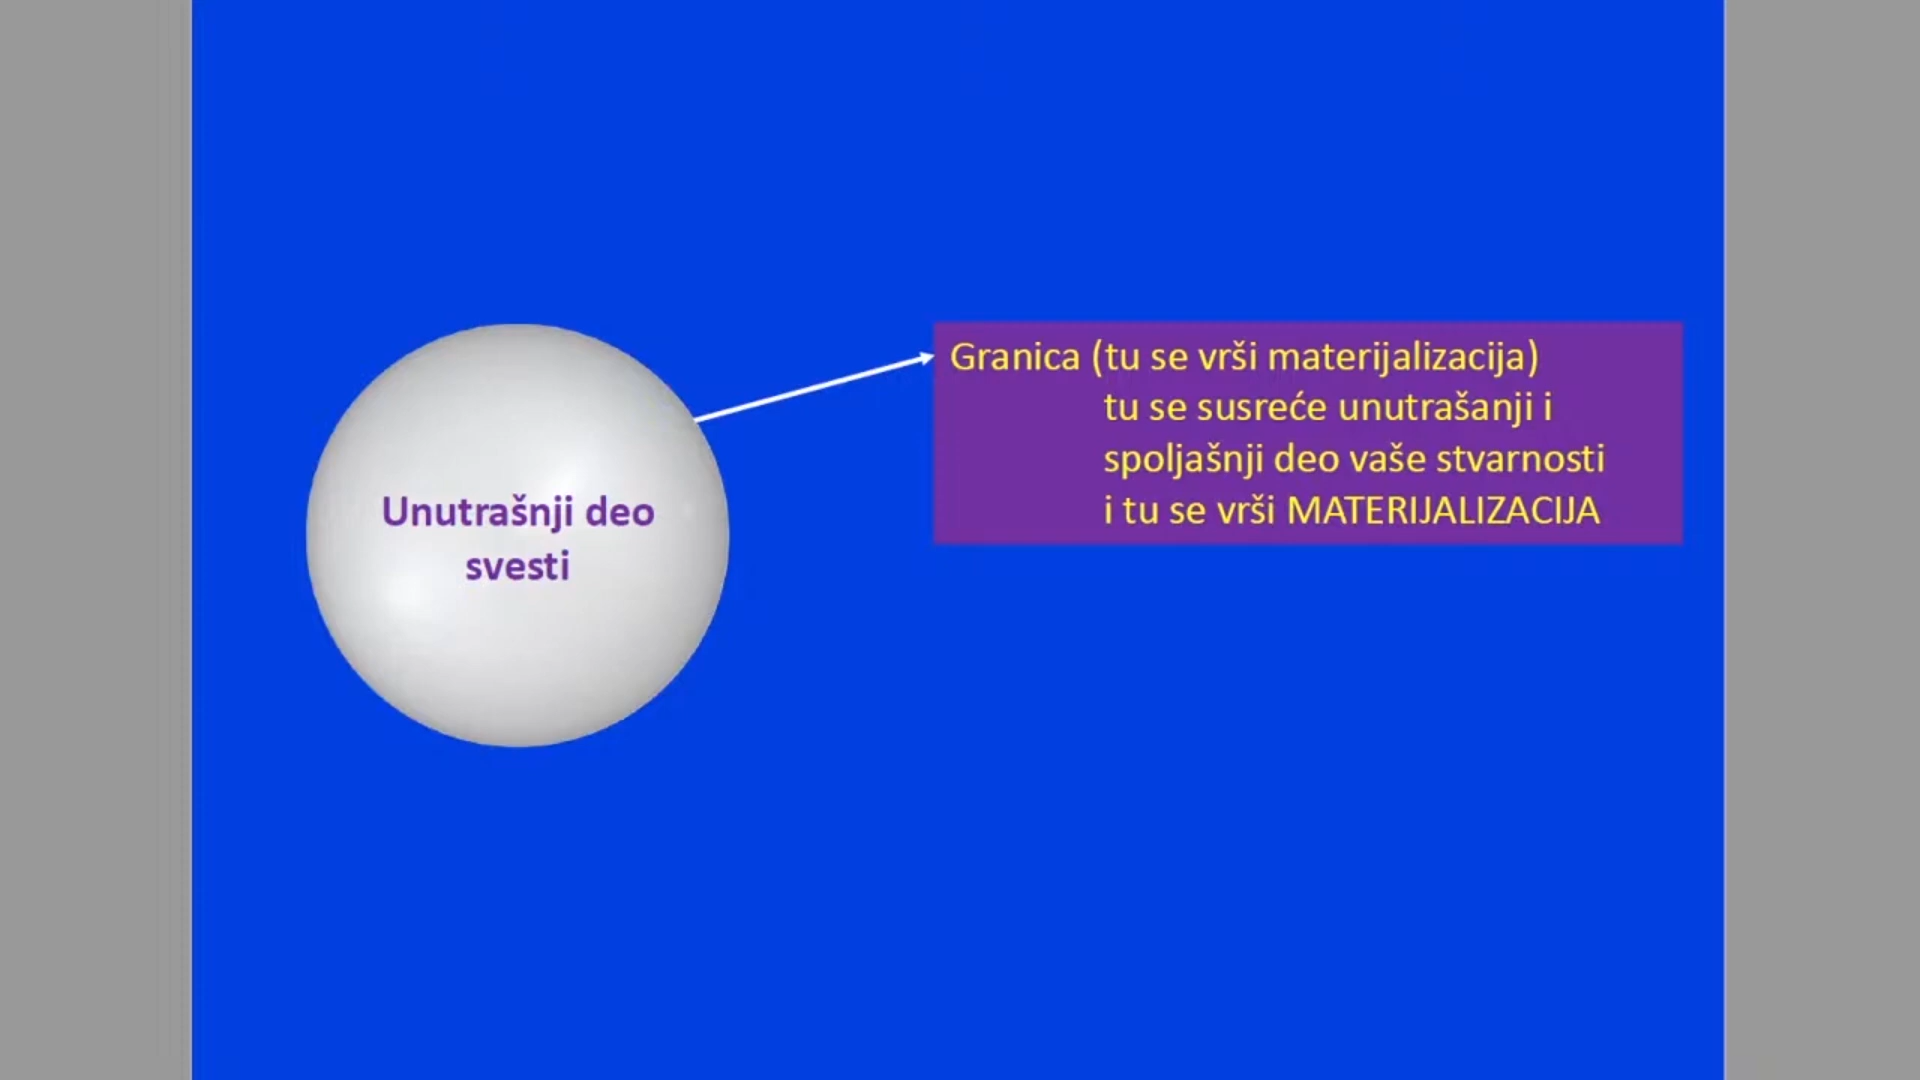 Unutrašnji deo
svesti
Granica (tu se vrši materijalizacija)
tu se susreće unutrašanji i
spoljašnji deo vaše stvarnosti
i tu se vrši MATERIJALIZACIJA